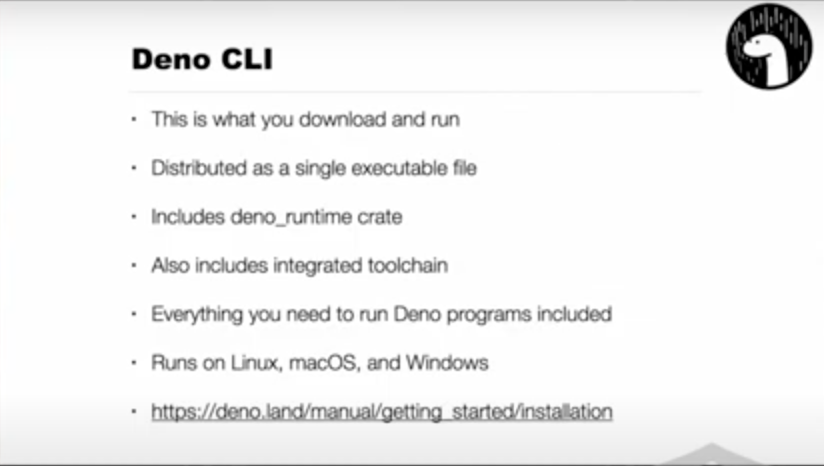 Deno CLI
• This is what you download and run
• Distributed as a single executable file
• Includes deno_runtime crate
• Also includes integrated toolchain
• Everything you need to run Deno programs included
• Runs on Linux, macOS, and Windows
• https://deno.land/manual/getting_started/installation